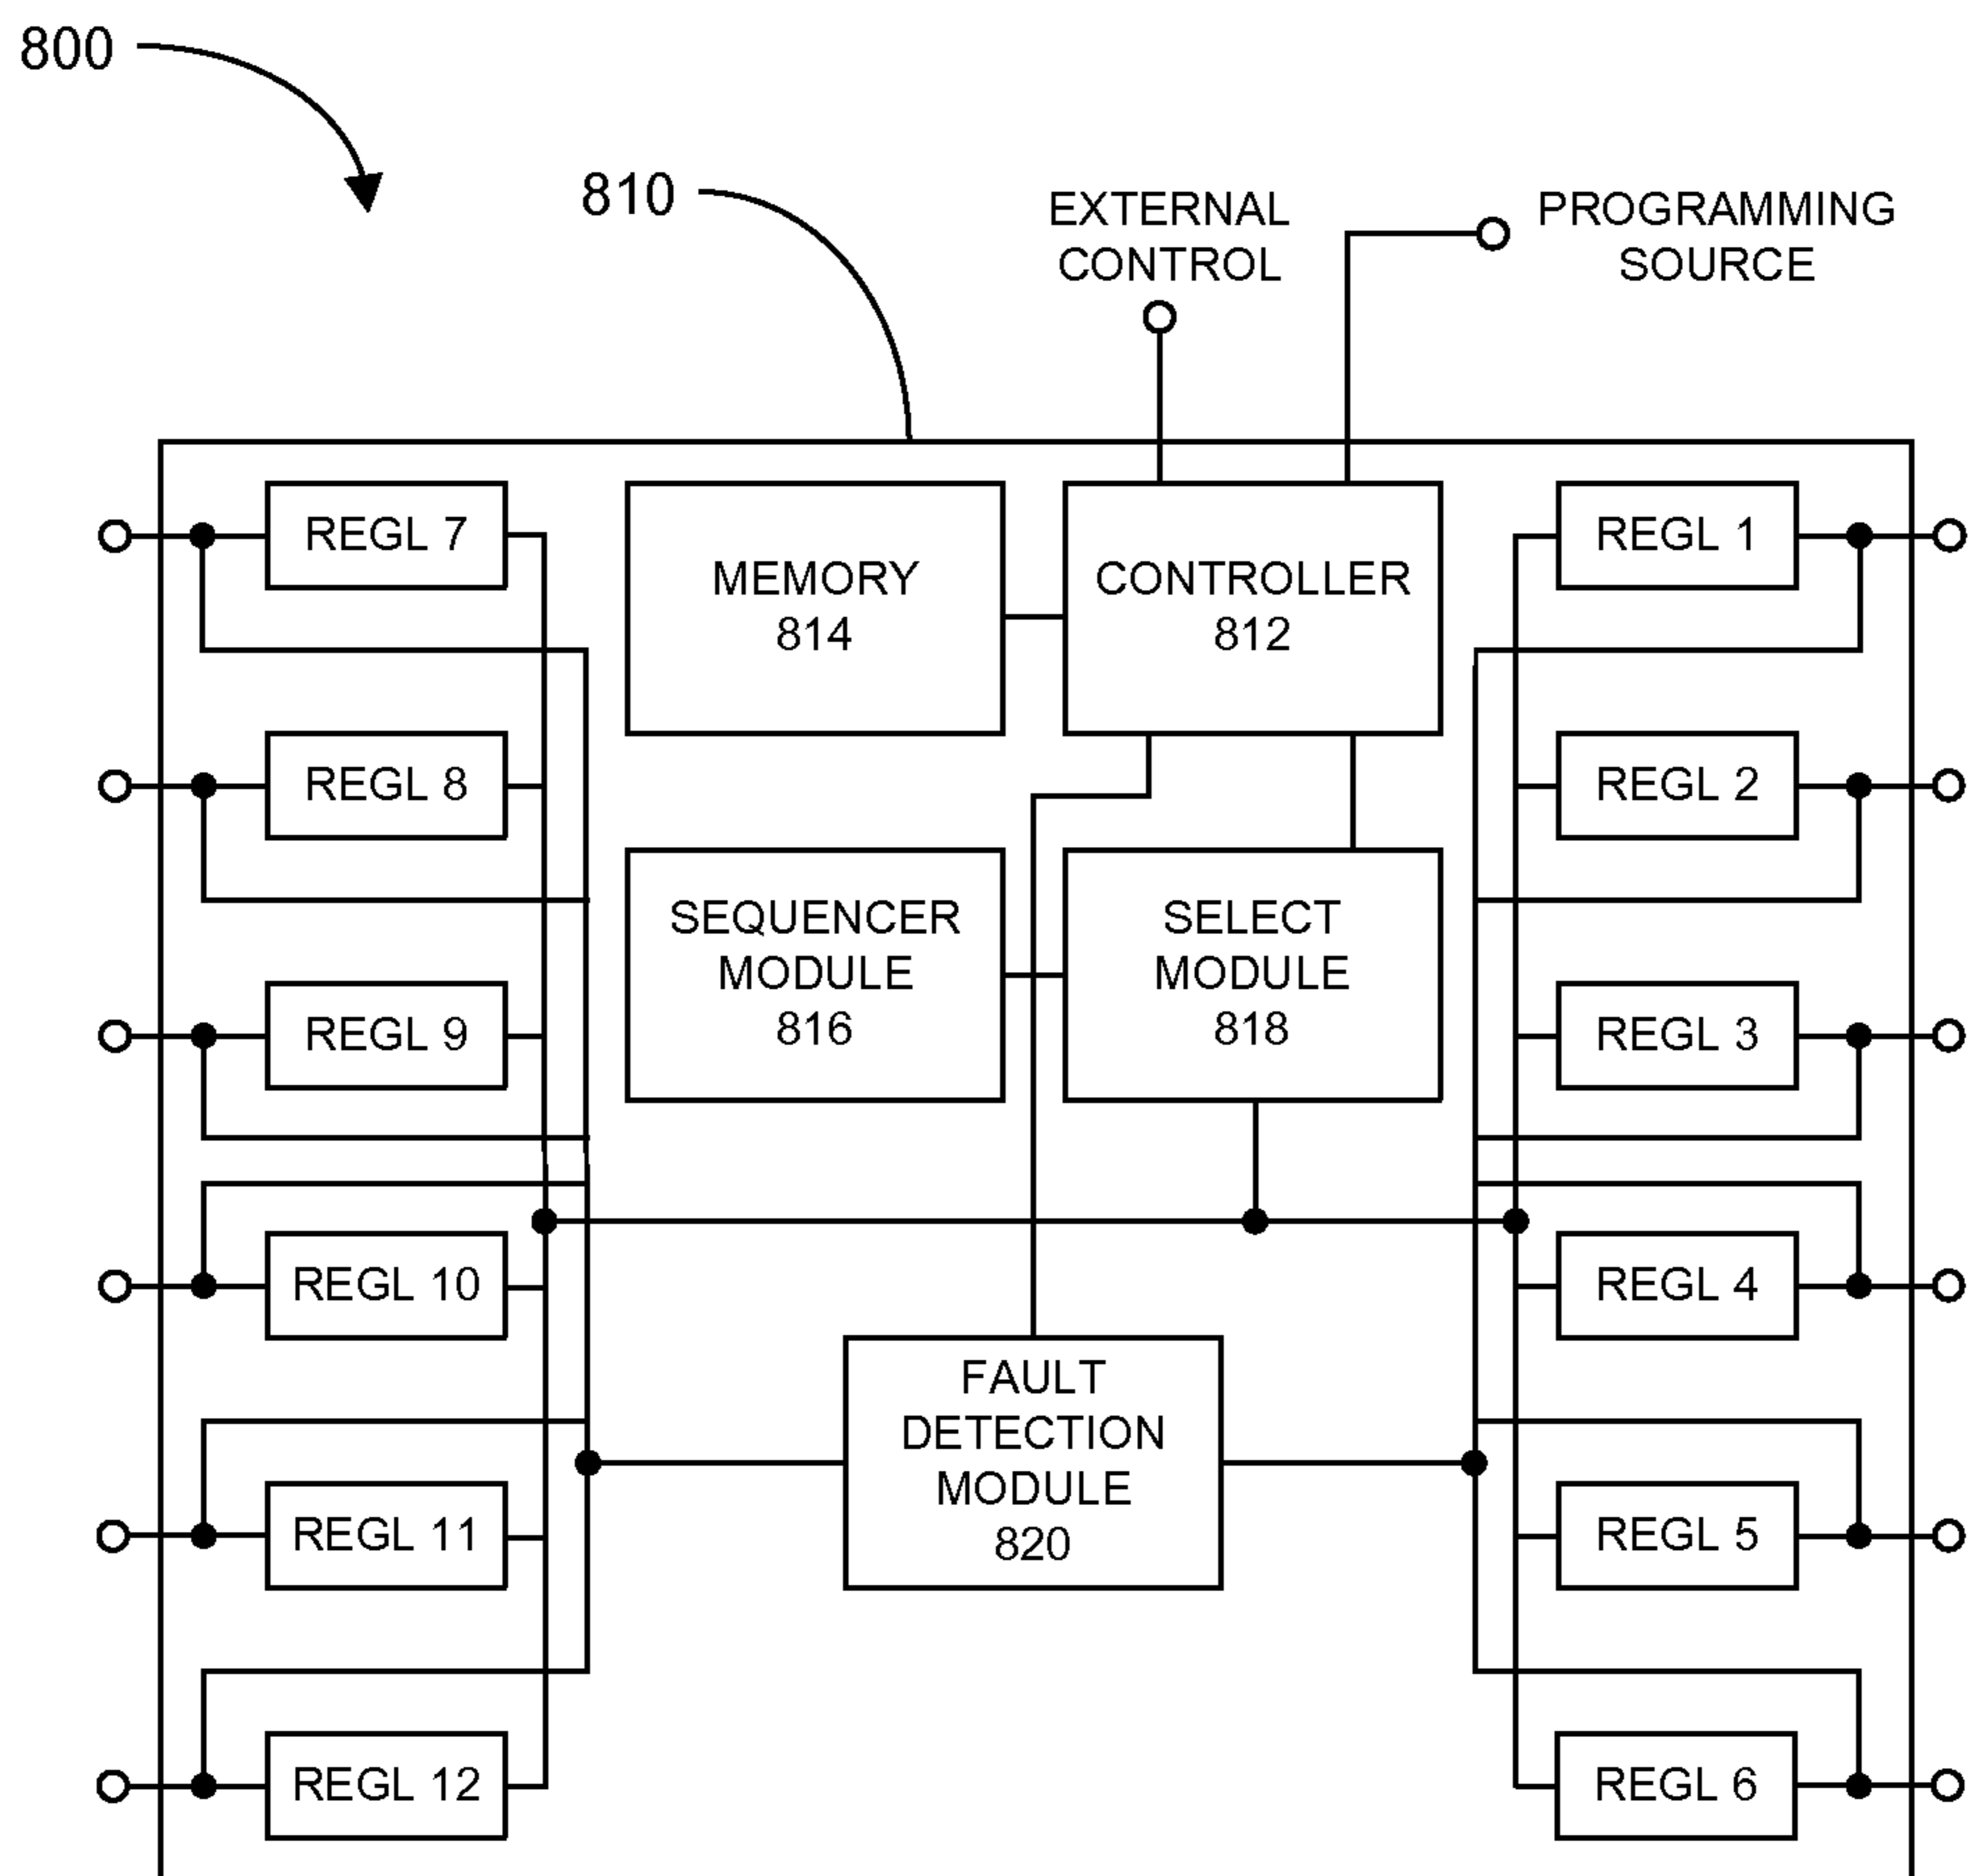 800
810
EXTERNAL
CONTROL
PROGRAMMING
SOURCE
REGL 7
MEMORY
814
CONTROLLER
812
REGL 1
REGL 8
REGL 2
SEQUENCER
MODULE
816
SELECT
MODULE
818
REGL 9
REGL 3
REGL 10
REGL 4
FAULT
DETECTION
MODULE
820
REGL 11
REGL 5
REGL 12
REGL 6